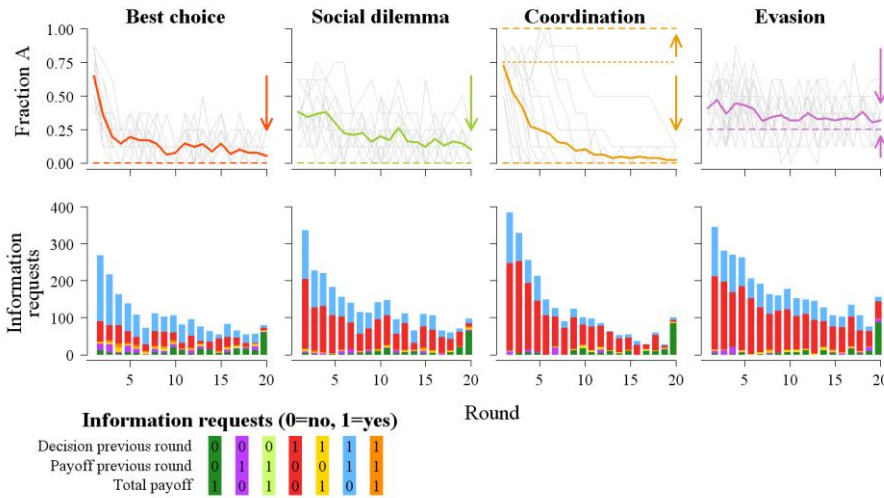 Best choice Social dilemma Coordination Evasion
Fraction A
1.00
0.75
0.25
0.00
Information requests
400
300
200
100
0
5 10 15 20 5 10 15 20 5 10 15 20 5 10 15 20
Round
Information requests (0=no, 1=yes)
Decision previous round 0 0 0 1 1 1 1
Payoff previous round 0 1 1 0 0 1 1
Total payoff 1 0 1 0 1 0 1